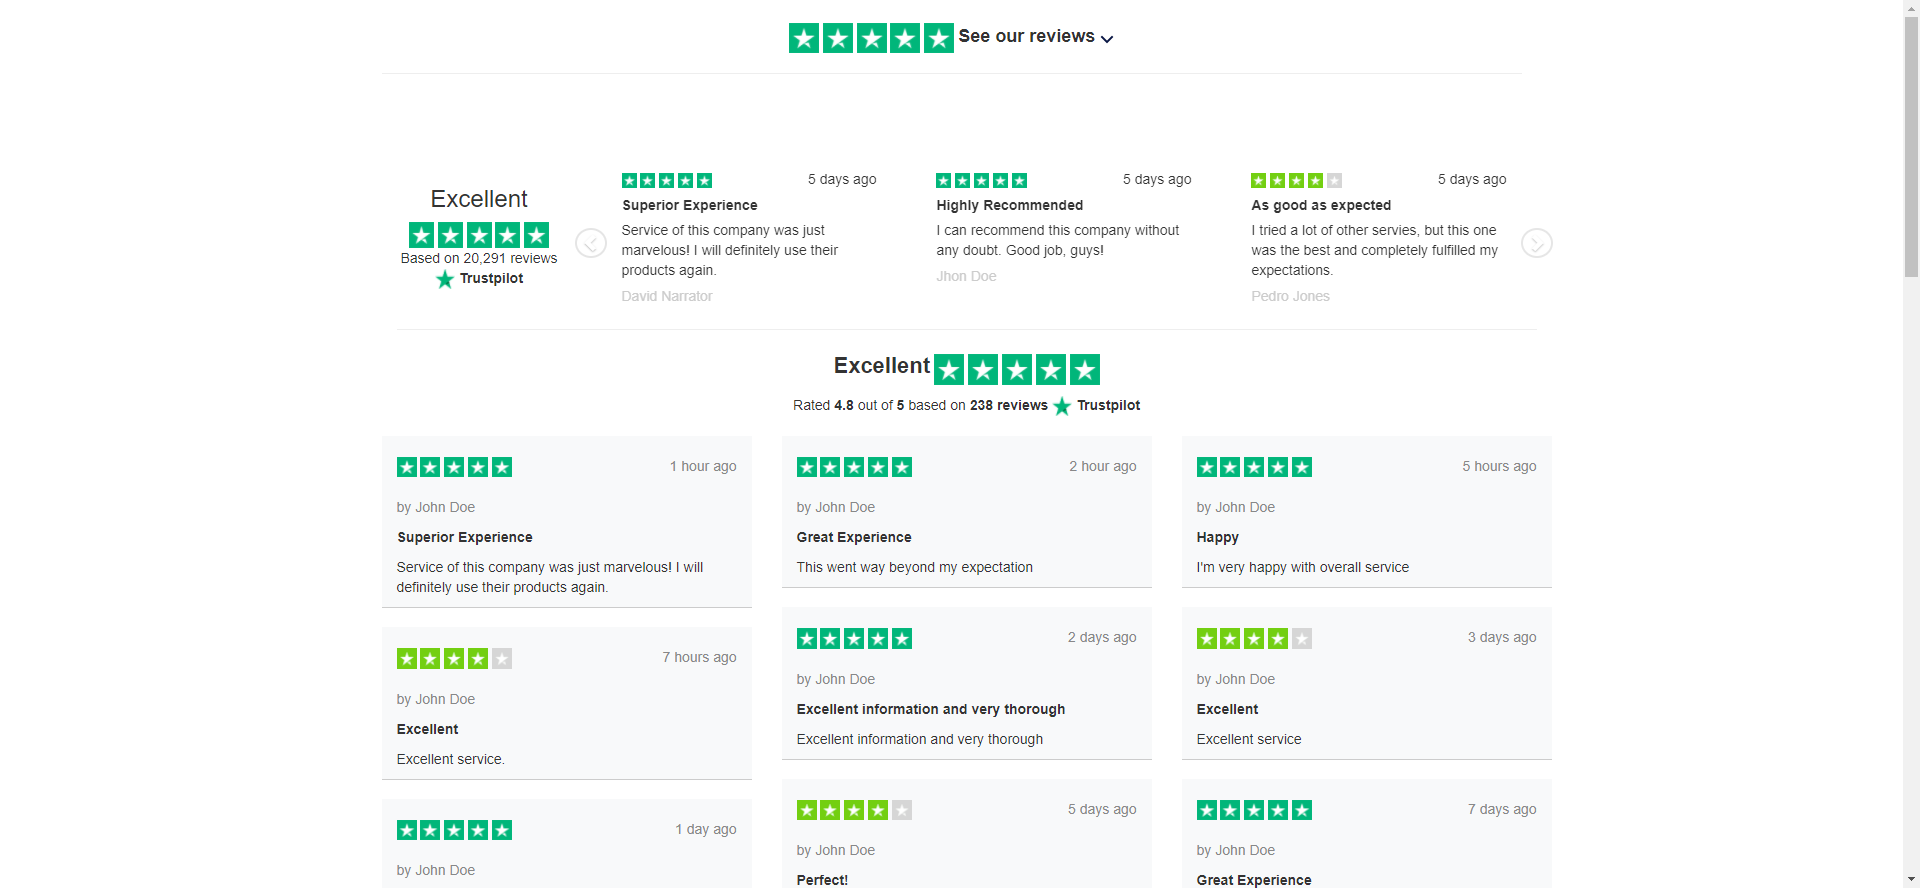 See our reviews
Excellent
Based on 20,291 reviews
Trustpilot
5 days ago
Superior Experience
Service of this company was just
marvelous! I will definitely use their
products again.
David Narrator
5 days ago
Highly Recommended
I can recommend this company without
any doubt. Good job, guys!
Jhon Doe
5 days ago
As good as expected
I tried a lot of other servies, but this one
was the best and completely fulfilled my
expectations.
Pedro Jones
Excellent
Rated 4.8 out of 5 based on 238 reviews Trustpilot
1 hour ago
by John Doe
Superior Experience
Service of this company was just marvelous! I will
definitely use their products again.
7 hours ago
by John Doe
Excellent
Excellent service.
1 day ago
by John Doe
2 hour ago
by John Doe
Great Experience
This went way beyond my expectation
2 days ago
by John Doe
Excellent information and very thorough
Excellent information and very thorough
5 days ago
by John Doe
Perfect!
5 hours ago
by John Doe
Happy
I'm very happy with overall service
3 days ago
by John Doe
Excellent
Excellent service
7 days ago
by John Doe
Great Experience